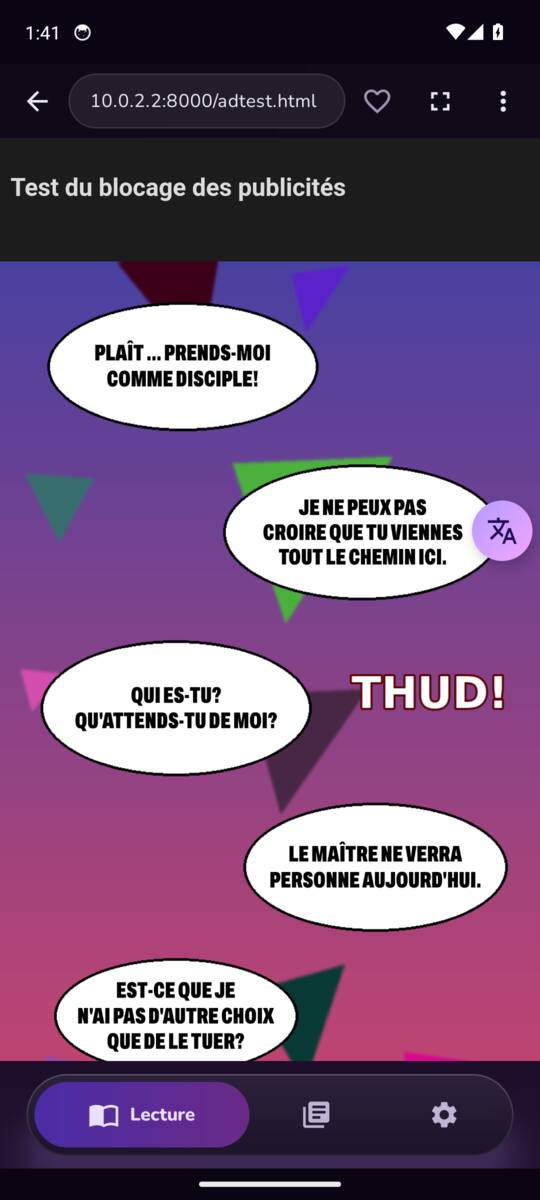 1:41
10.0.2.2:8000/adtest.html
Test du blocage des publicités
PLAÎT ... PRENDS-MOI
COMME DISCIPLE!
JE NE PEUX PAS
CROIRE QUE TU VIENNES
TOUT LE CHEMIN ICI.
QUI ES-TU?
QU'ATTENDS-TU DE MOI?
THUD!
LE MAÎTRE NE VERRA
PERSONNE AUJOURD'HUI.
EST-CE QUE JE
N'AI PAS D'AUTRE CHOIX
QUE DE LE TUER?
Lecture